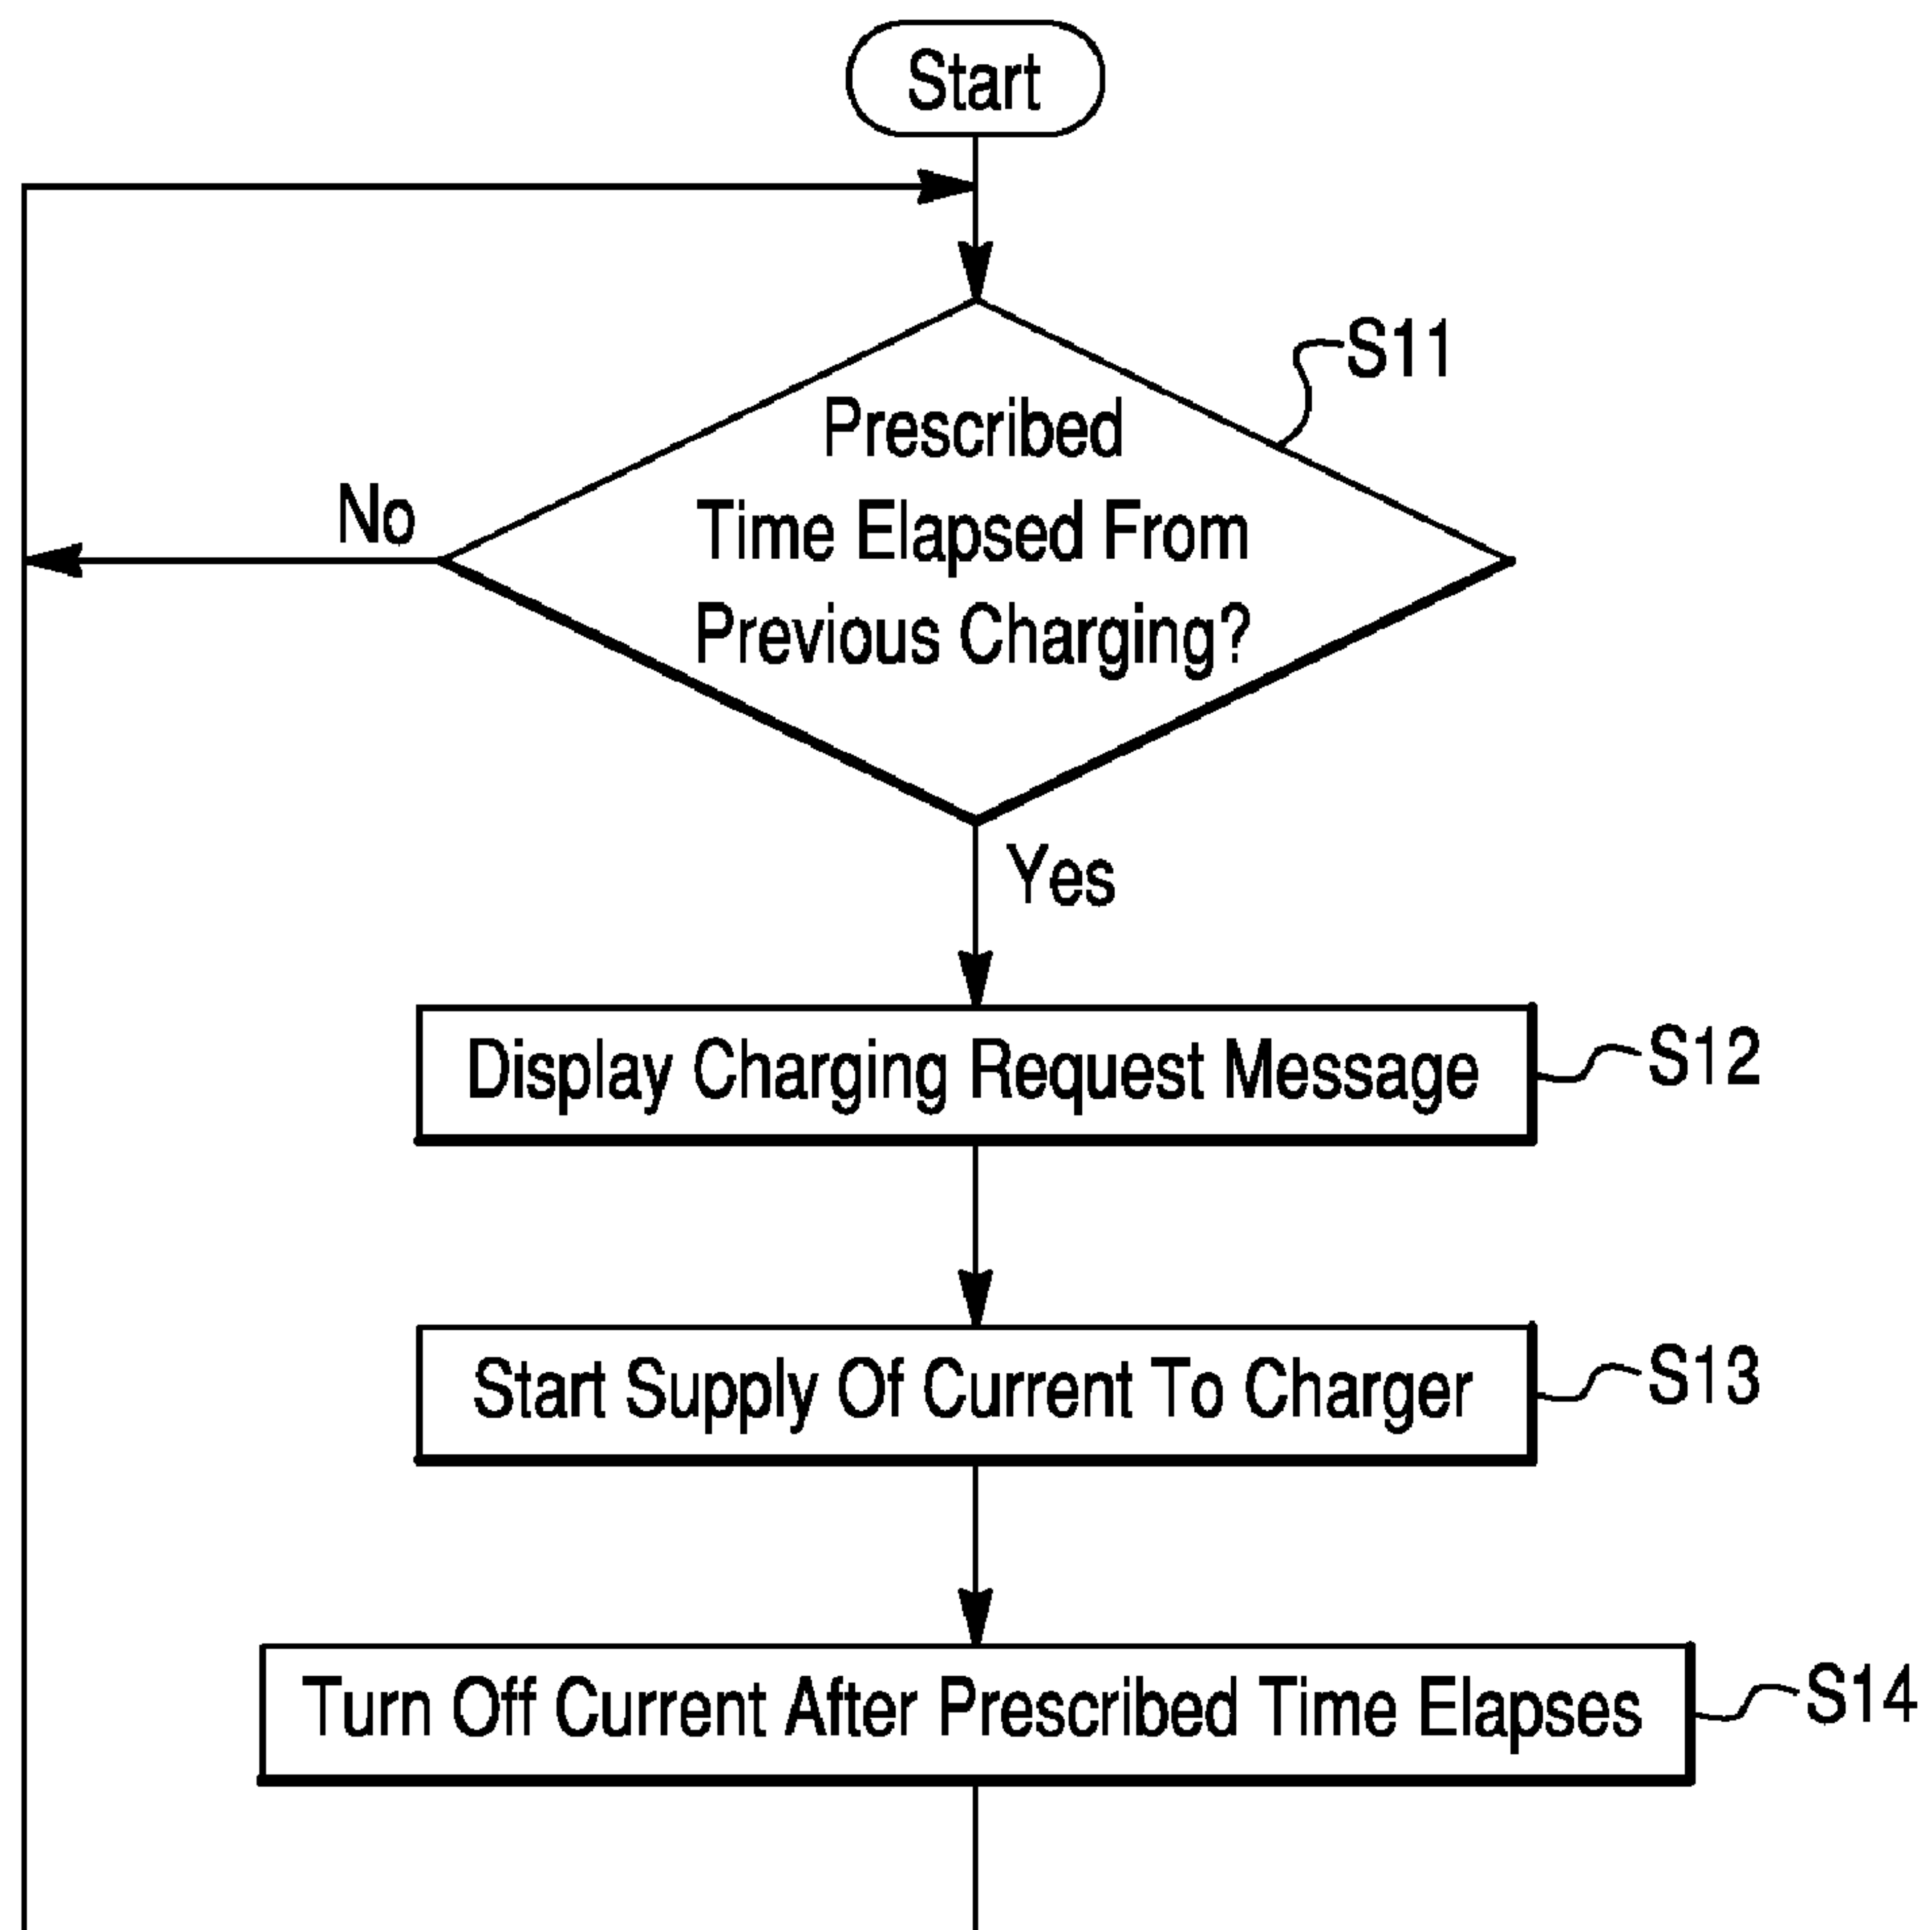 Start
S11
Prescribed
Time Elapsed From
Previous Charging?
No
Yes
Display Charging Request Message
S12
Start Supply Of Current To Charger
S13
Turn Off Current After Prescribed Time Elapses
S14